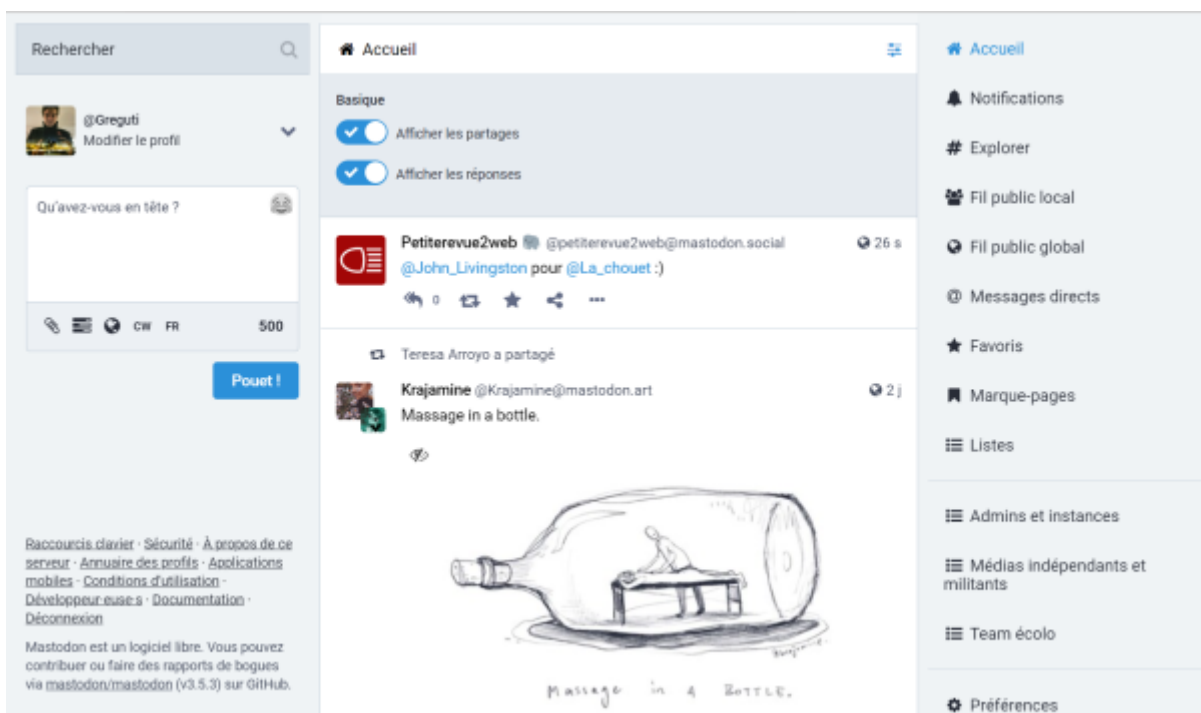 Rechercher
@Greguti
Modifier le profil
Qu'avez-vous en tête ?
CW FR 500
Pouet !
Raccourcis clavier · Sécurité · À propos de ce
serveur · Annuaire des profils · Applications
mobiles · Conditions d'utilisation ·
Développeur·euse·s · Documentation ·
Déconnexion
Mastodon est un logiciel libre. Vous pouvez
contribuer ou faire des rapports de bogues
via mastodon/mastodon (v3.5.3) sur GitHub.
Accueil
Basique
Afficher les partages
Afficher les réponses
Petiterevue2web @petiterevue2web@mastodon.social 26 s
@John_Livingston pour @La_chouet :)
0
Teresa Arroyo a partagé
Krajamine @Krajamine@mastodon.art 2 j
Massage in a bottle.
Krajamine
Massage in a BOTTLE.
Accueil
Notifications
# Explorer
Fil public local
Fil public global
@ Messages directs
Favoris
Marque-pages
Listes
Admins et instances
Médias indépendants et
militants
Team écolo
Préférences